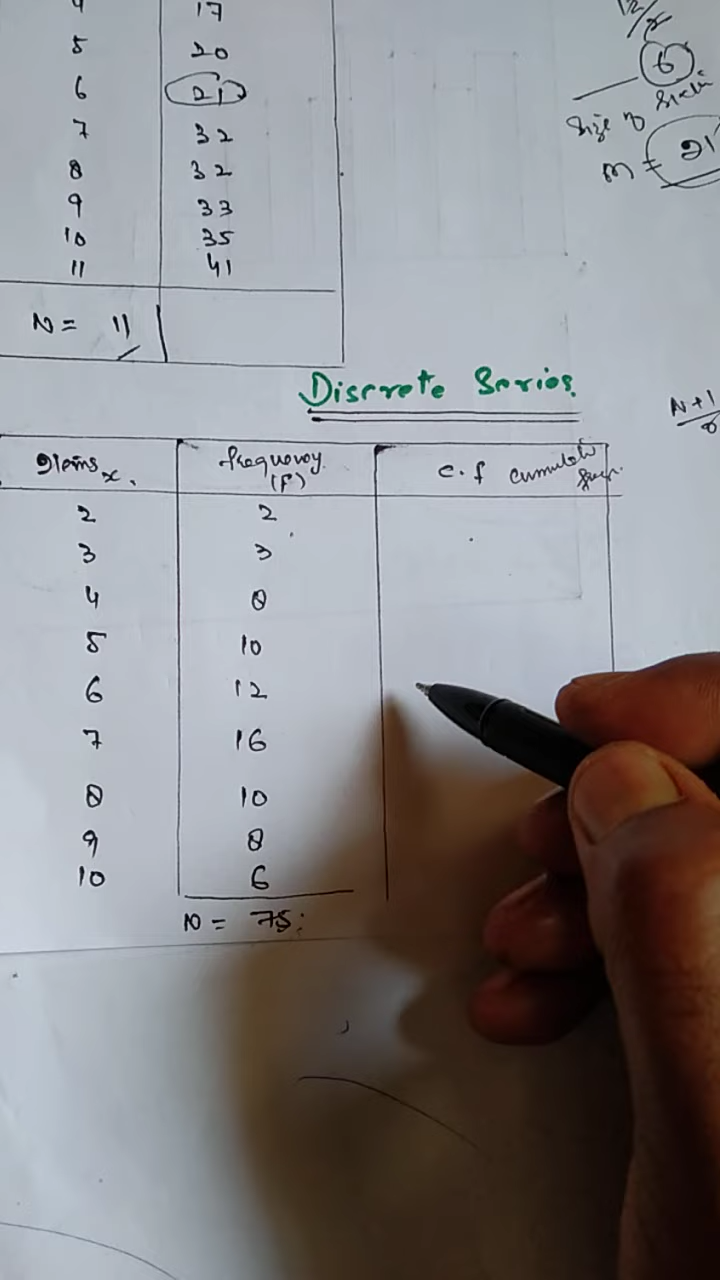 4 17
5 20
6 21
7 32
8 32
9 33
10 35
11 41
N = 11
6
Size of
m = 21
Discrete Series.
N+1
Items x. frequency (f) c.f cumulati
2 2
3 3
4 8
5 10
6 12
7 16
8 10
9 8
10 6
N = 75